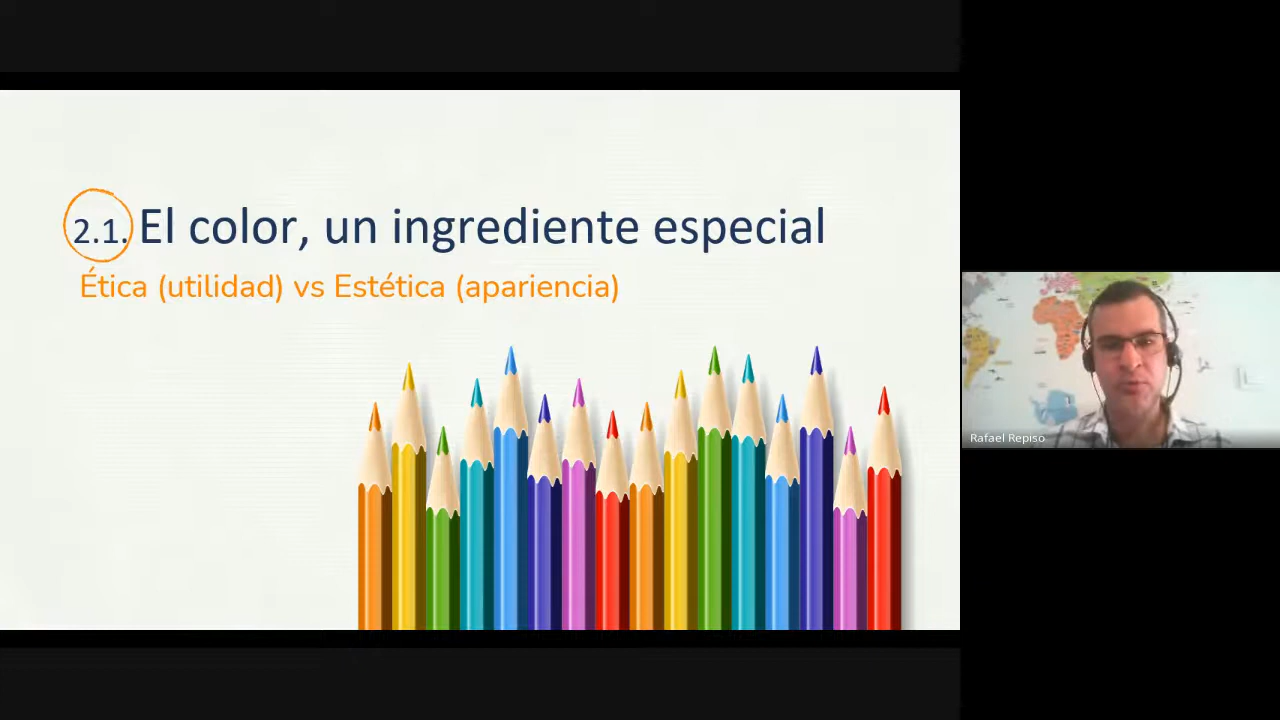 2.1. El color, un ingrediente especial
Ética (utilidad) vs Estética (apariencia)
Rafael Repiso